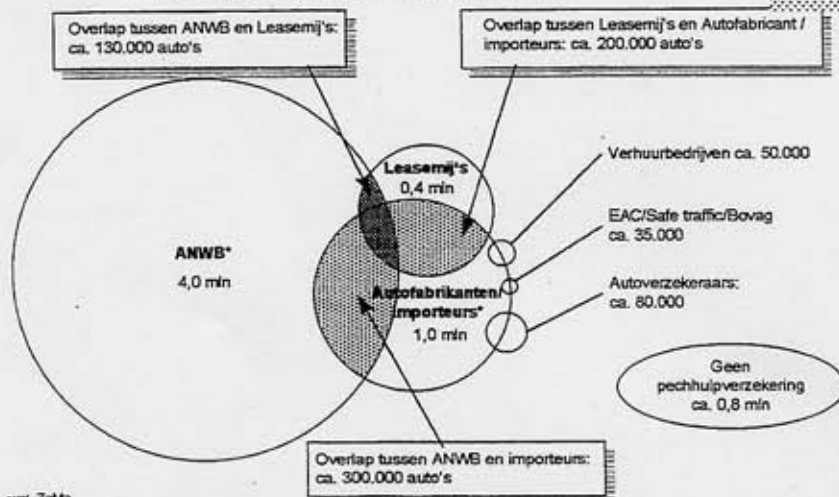 Overlap tussen ANWB en Leasemij's:
ca. 130.000 auto's
Overlap tussen Leasemij's en Autofabricant /
importeurs: ca. 200.000 auto's
Leasemij's
0,4 mln
Verhuurbedrijven ca. 50.000
EAC/Safe traffic/Bovag
ca. 35.000
ANWB*
4,0 mln
Autofabrikanten/
importeurs*
1,0 mln
Autoverzekeraars:
ca. 80.000
Geen
pechhulpverzekering
ca. 0,8 mln
Overlap tussen ANWB en importeurs:
ca. 300.000 auto's